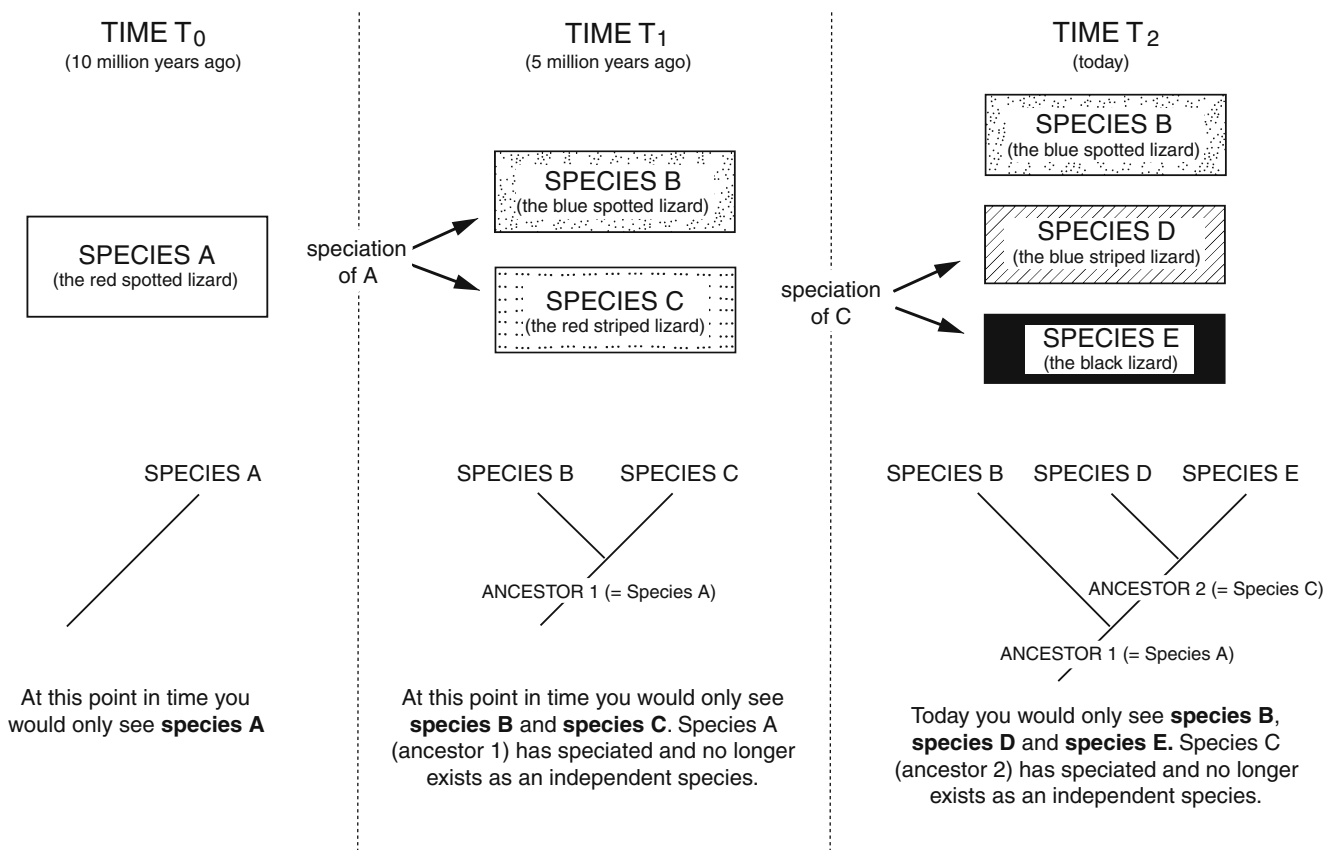 TIME T0
(10 million years ago)
SPECIES A
(the red spotted lizard)
SPECIES A
At this point in time you
would only see species A
speciation
of A
TIME T1
(5 million years ago)
SPECIES B
(the blue spotted lizard)
SPECIES C
(the red striped lizard)
SPECIES B
SPECIES C
ANCESTOR 1 (= Species A)
At this point in time you would only see
species B and species C. Species A
(ancestor 1) has speciated and no longer
exists as an independent species.
speciation
of C
TIME T2
(today)
SPECIES B
(the blue spotted lizard)
SPECIES D
(the blue striped lizard)
SPECIES E
(the black lizard)
SPECIES B
SPECIES D
SPECIES E
ANCESTOR 2 (= Species C)
ANCESTOR 1 (= Species A)
Today you would only see species B,
species D and species E. Species C
(ancestor 2) has speciated and no longer
exists as an independent species.